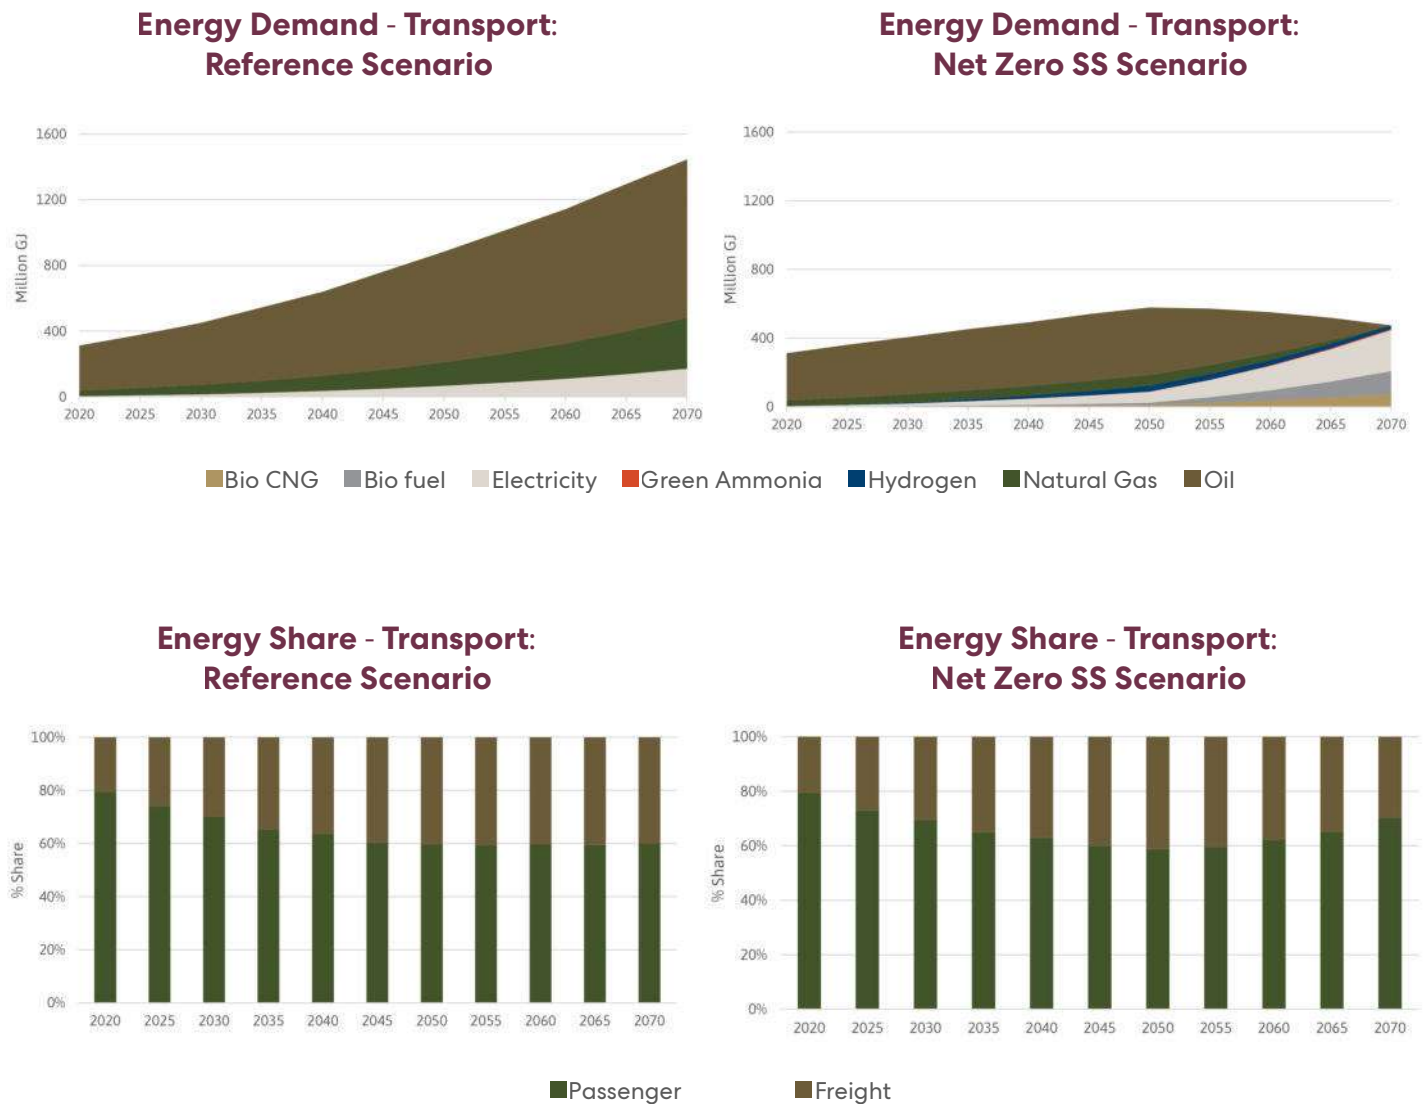 Energy Demand - Transport:
Reference Scenario
Energy Demand - Transport:
Net Zero SS Scenario
1600
1200
800
400
0
Million GJ
2020 2025 2030 2035 2040 2045 2050 2055 2060 2065 2070
1600
1200
800
400
0
Million GJ
2020 2025 2030 2035 2040 2045 2050 2055 2060 2065 2070
Bio CNG Bio fuel Electricity Green Ammonia Hydrogen Natural Gas Oil
Energy Share - Transport:
Reference Scenario
Energy Share - Transport:
Net Zero SS Scenario
100%
80%
60%
40%
20%
0%
% Share
2020 2025 2030 2035 2040 2045 2050 2055 2060 2065 2070
100%
80%
60%
40%
20%
0%
% Share
2020 2025 2030 2035 2040 2045 2050 2055 2060 2065 2070
Passenger Freight